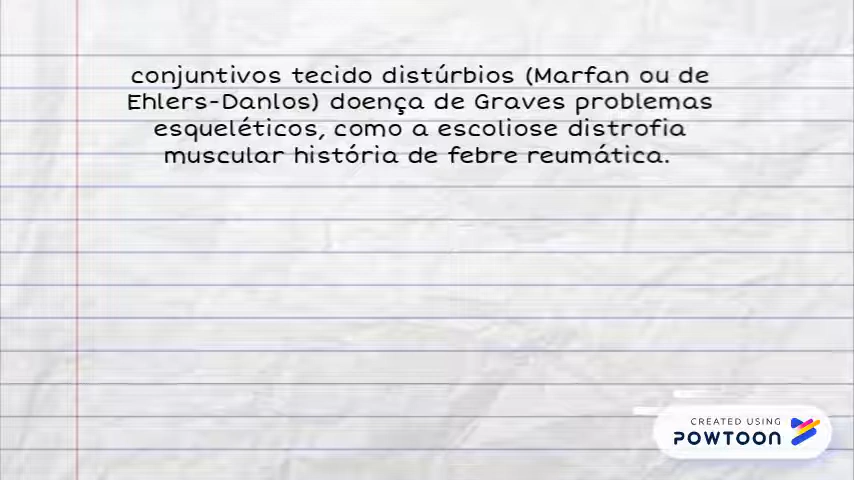 conjuntivos tecido distúrbios (Marfan ou de
Ehlers-Danlos) doença de Graves problemas
esqueléticos, como a escoliose distrofia
muscular história de febre reumática.
CREATED USING
POWTOON